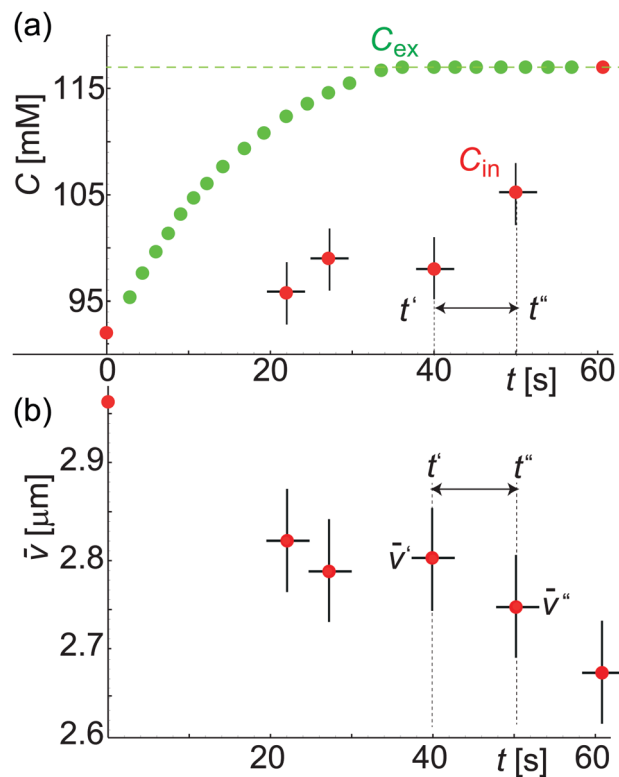 (a)
C_ex
115
C [mM]
105
C_in
95
t‘ t“
0 20 40 t [s] 60
(b)
2.9
t‘ t“
v̄ [μm]
2.8
v̄‘
v̄“
2.7
2.6
20 40 t [s] 60